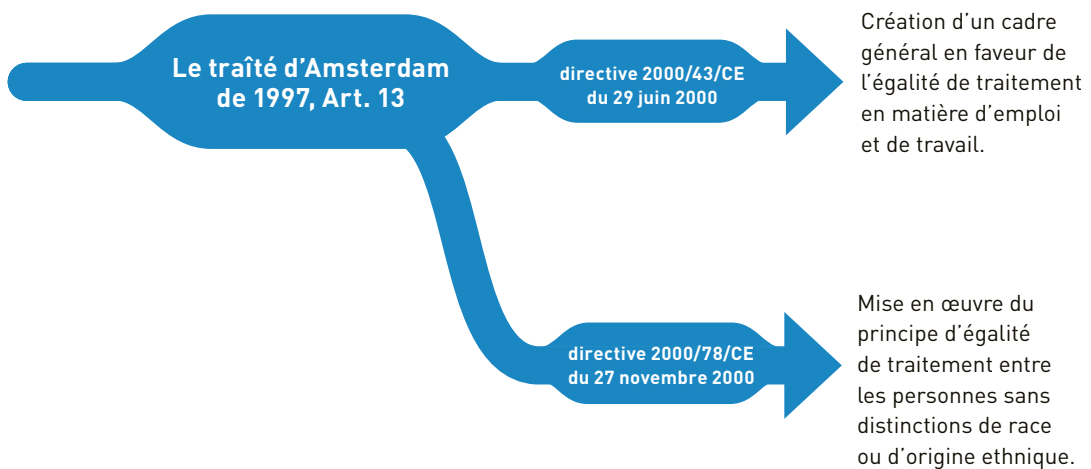 Le traîté d’Amsterdam
de 1997, Art. 13
directive 2000/43/CE
du 29 juin 2000
Création d’un cadre
général en faveur de
l’égalité de traitement
en matière d’emploi
et de travail.
directive 2000/78/CE
du 27 novembre 2000
Mise en œuvre du
principe d’égalité
de traitement entre
les personnes sans
distinctions de race
ou d’origine ethnique.